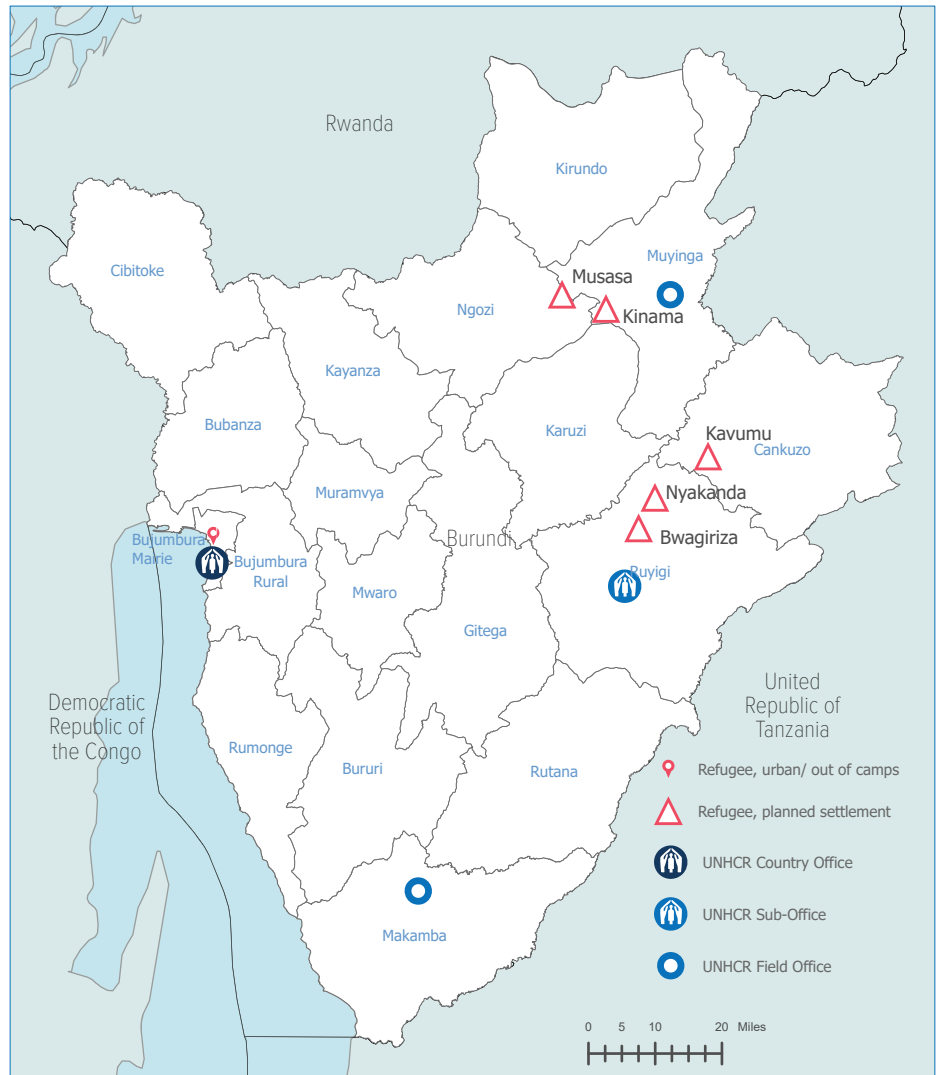 Rwanda
Kirundo
Muyinga
Cibitoke
Musasa
Ngozi
Kinama
Kayanza
Bubanza
Karuzi
Kavumu
Cankuzo
Muramvya
Nyakanda
Bujumbura
Mairie
Burundi
Bwagiriza
Bujumbura
Rural
Mwaro
Ruyigi
Gitega
Democratic
Republic of
the Congo
United
Republic of
Tanzania
Rumonge
Bururi
Rutana
Makamba
Refugee, urban/ out of camps
Refugee, planned settlement
UNHCR Country Office
UNHCR Sub-Office
UNHCR Field Office
0 5 10 20 Miles